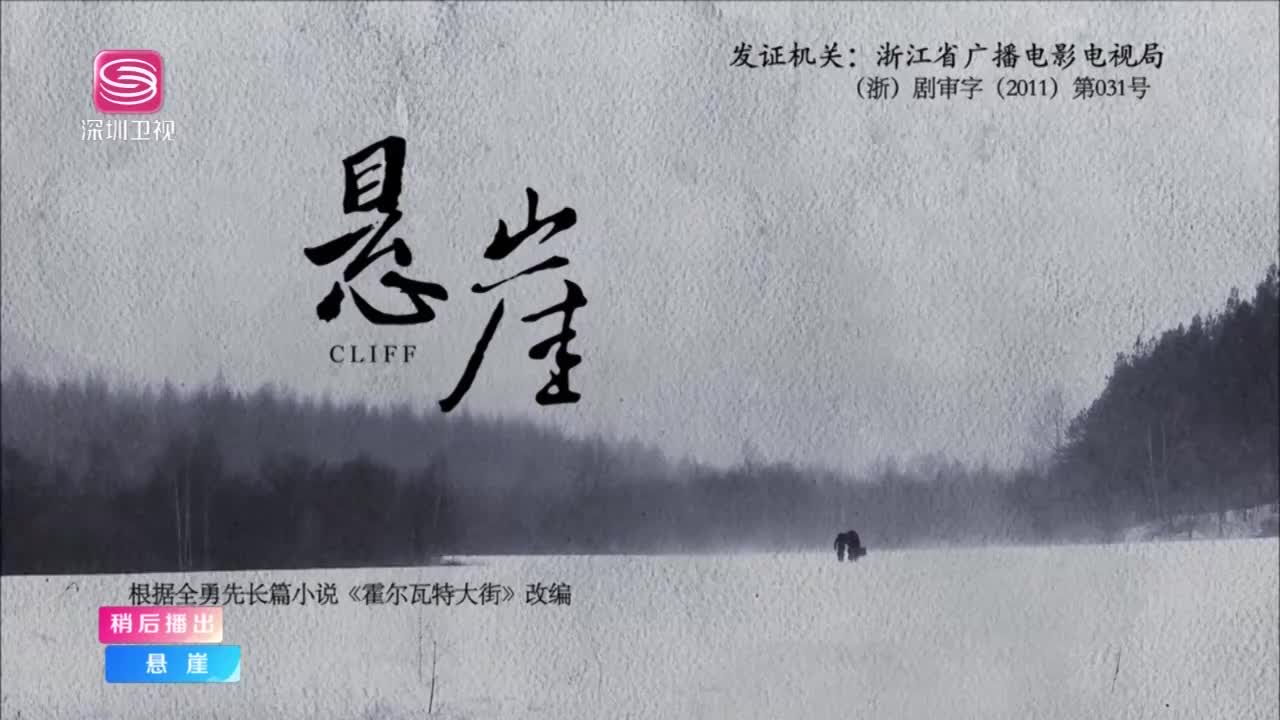 发证机关：浙江省广播电影电视局
（浙）剧审字（2011）第031号
深圳卫视
悬崖
CLIFF
根据全勇先长篇小说《霍尔瓦特大街》改编
稍后播出
悬崖